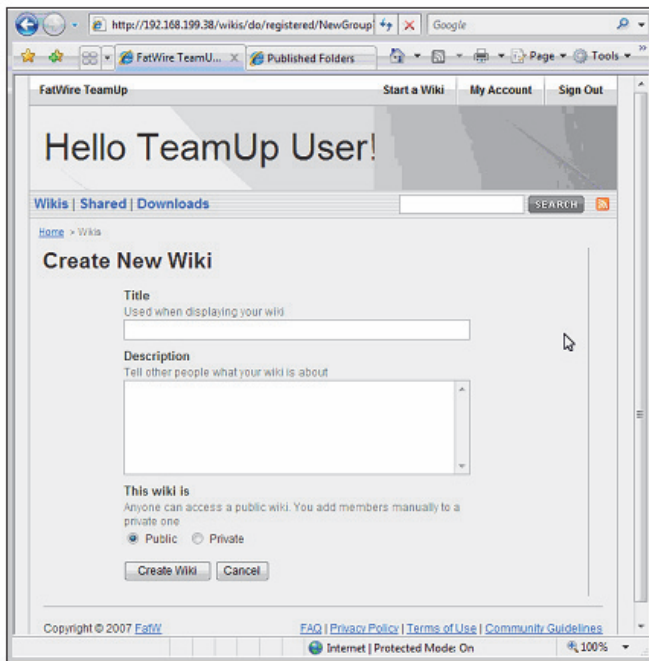 http://192.168.199.38/wikis/do/registered/NewGroup
Google
FatWire TeamU...
Published Folders
Page
Tools
FatWire TeamUp
Start a Wiki
My Account
Sign Out
Hello TeamUp User!
Wikis | Shared | Downloads
SEARCH
Home > Wikis
Create New Wiki
Title
Used when displaying your wiki
Description
Tell other people what your wiki is about
This wiki is
Anyone can access a public wiki. You add members manually to a
private one
Public Private
Create Wiki Cancel
Copyright © 2007 FatW
FAQ | Privacy Policy | Terms of Use | Community Guidelines
Internet | Protected Mode: On
100%